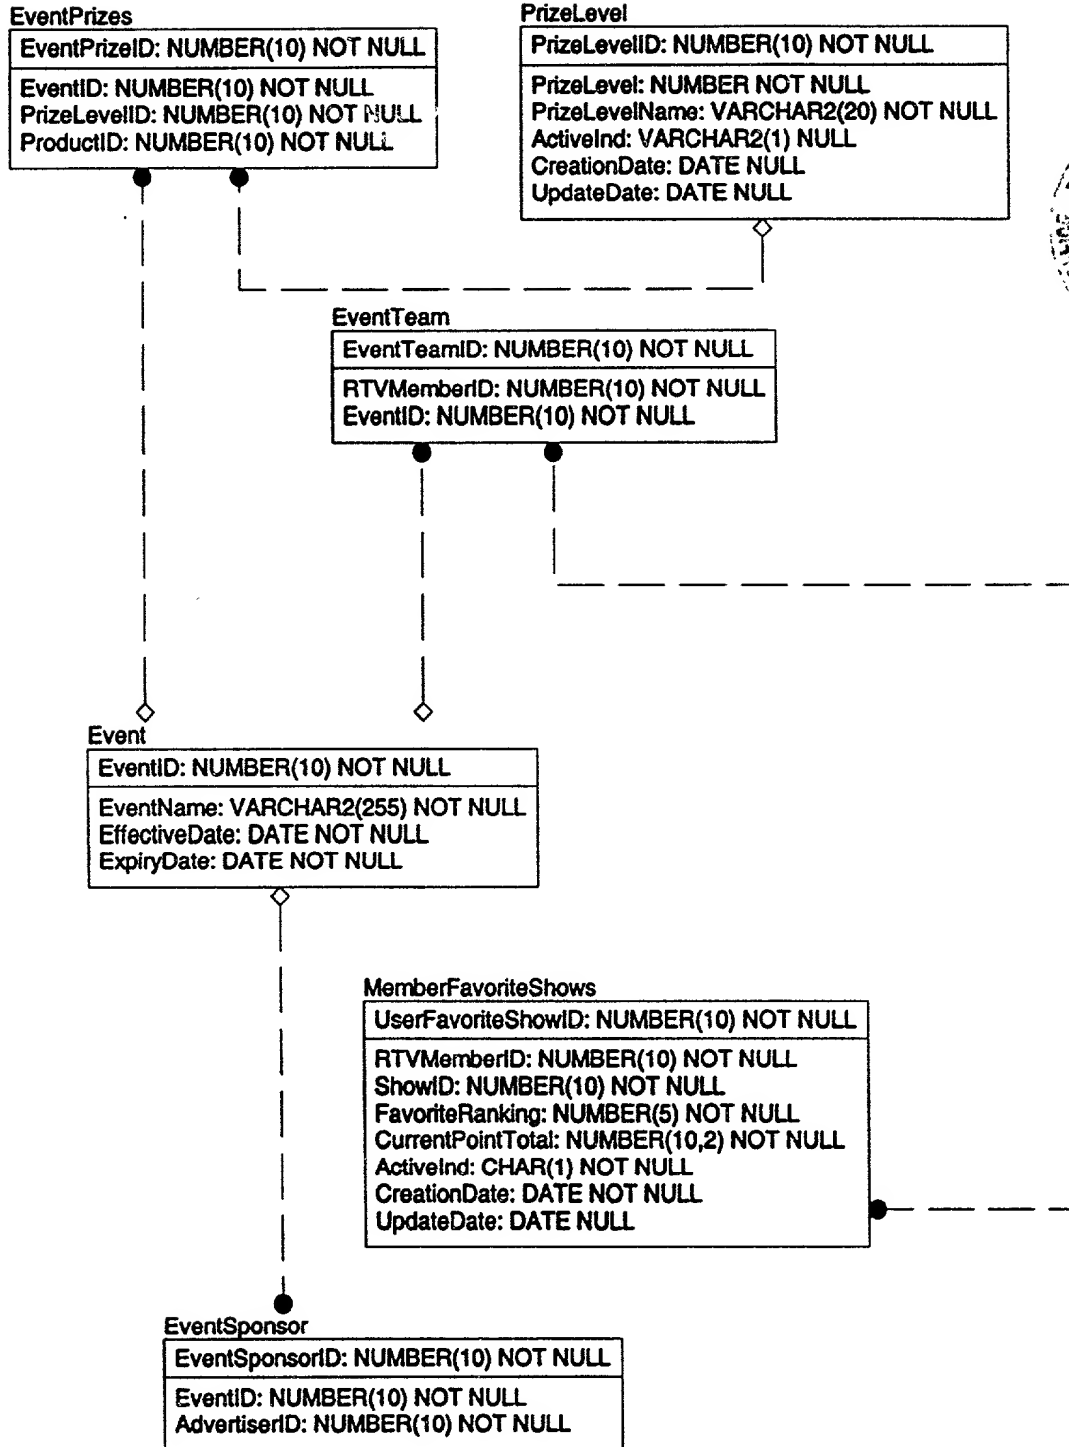 EventPrizes
EventPrizeID: NUMBER(10) NOT NULL
EventID: NUMBER(10) NOT NULL
PrizeLevelID: NUMBER(10) NOT NULL
ProductID: NUMBER(10) NOT NULL
PrizeLevel
PrizeLevelID: NUMBER(10) NOT NULL
PrizeLevel: NUMBER NOT NULL
PrizeLevelName: VARCHAR2(20) NOT NULL
ActiveInd: VARCHAR2(1) NULL
CreationDate: DATE NULL
UpdateDate: DATE NULL
EventTeam
EventTeamID: NUMBER(10) NOT NULL
RTVMemberID: NUMBER(10) NOT NULL
EventID: NUMBER(10) NOT NULL
Event
EventID: NUMBER(10) NOT NULL
EventName: VARCHAR2(255) NOT NULL
EffectiveDate: DATE NOT NULL
ExpiryDate: DATE NOT NULL
MemberFavoriteShows
UserFavoriteShowID: NUMBER(10) NOT NULL
RTVMemberID: NUMBER(10) NOT NULL
ShowID: NUMBER(10) NOT NULL
FavoriteRanking: NUMBER(5) NOT NULL
CurrentPointTotal: NUMBER(10,2) NOT NULL
ActiveInd: CHAR(1) NOT NULL
CreationDate: DATE NOT NULL
UpdateDate: DATE NULL
EventSponsor
EventSponsorID: NUMBER(10) NOT NULL
EventID: NUMBER(10) NOT NULL
AdvertiserID: NUMBER(10) NOT NULL